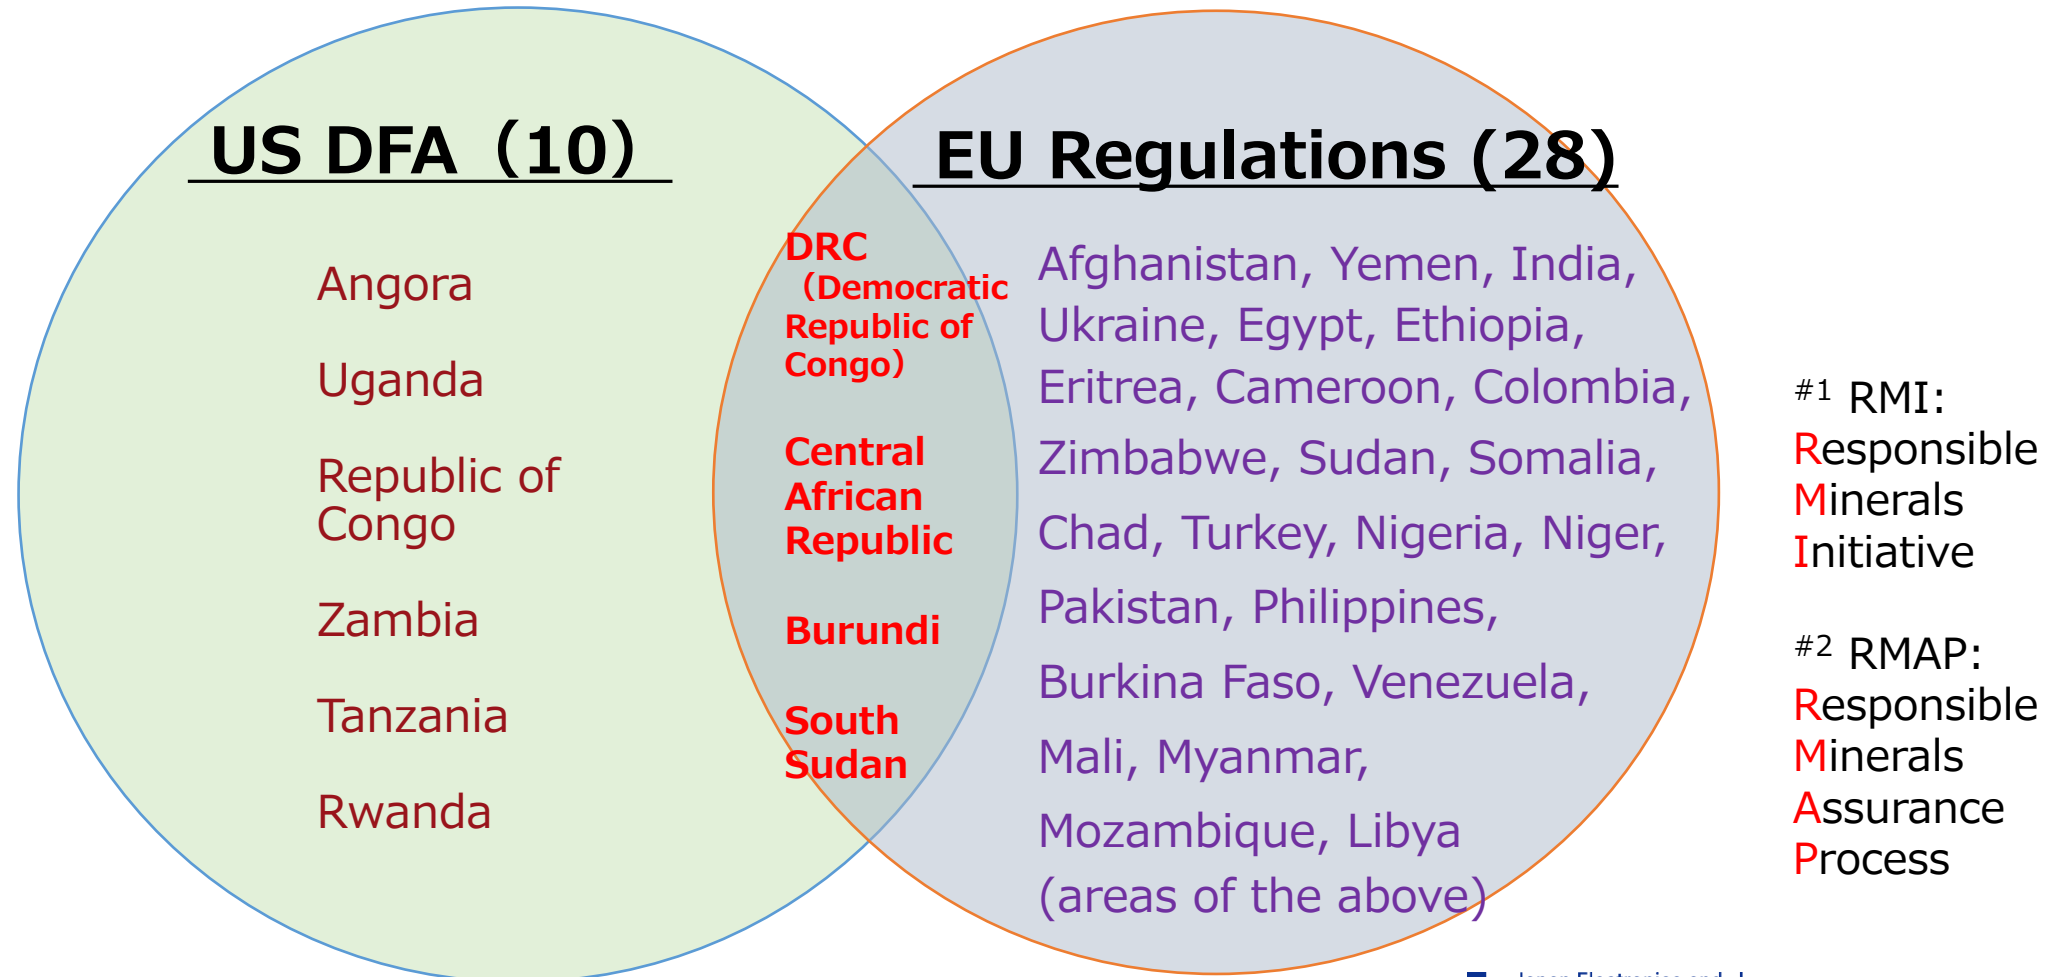 US DFA（10）
Angora
Uganda
Republic of
Congo
Zambia
Tanzania
Rwanda
DRC
（Democratic
Republic of
Congo）
Central
African
Republic
Burundi
South
Sudan
EU Regulations (28)
Afghanistan, Yemen, India,
Ukraine, Egypt, Ethiopia,
Eritrea, Cameroon, Colombia,
Zimbabwe, Sudan, Somalia,
Chad, Turkey, Nigeria, Niger,
Pakistan, Philippines,
Burkina Faso, Venezuela,
Mali, Myanmar,
Mozambique, Libya
(areas of the above)
#1 RMI:
Responsible
Minerals
Initiative
#2 RMAP:
Responsible
Minerals
Assurance
Process
Japan Electronics and